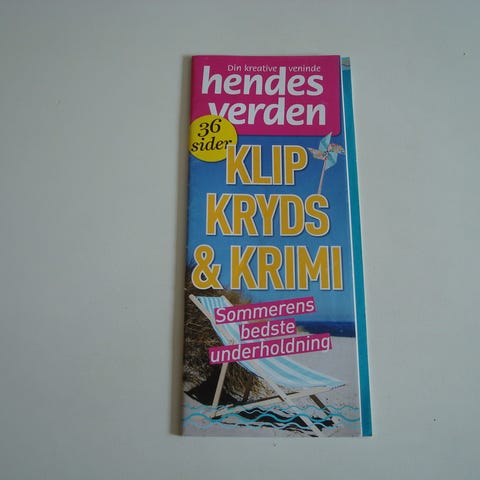 Din kreative veninde
hendes
verden
36
sider
KLIP
KRYDS
& KRIMI
Sommerens
bedste
underholdning